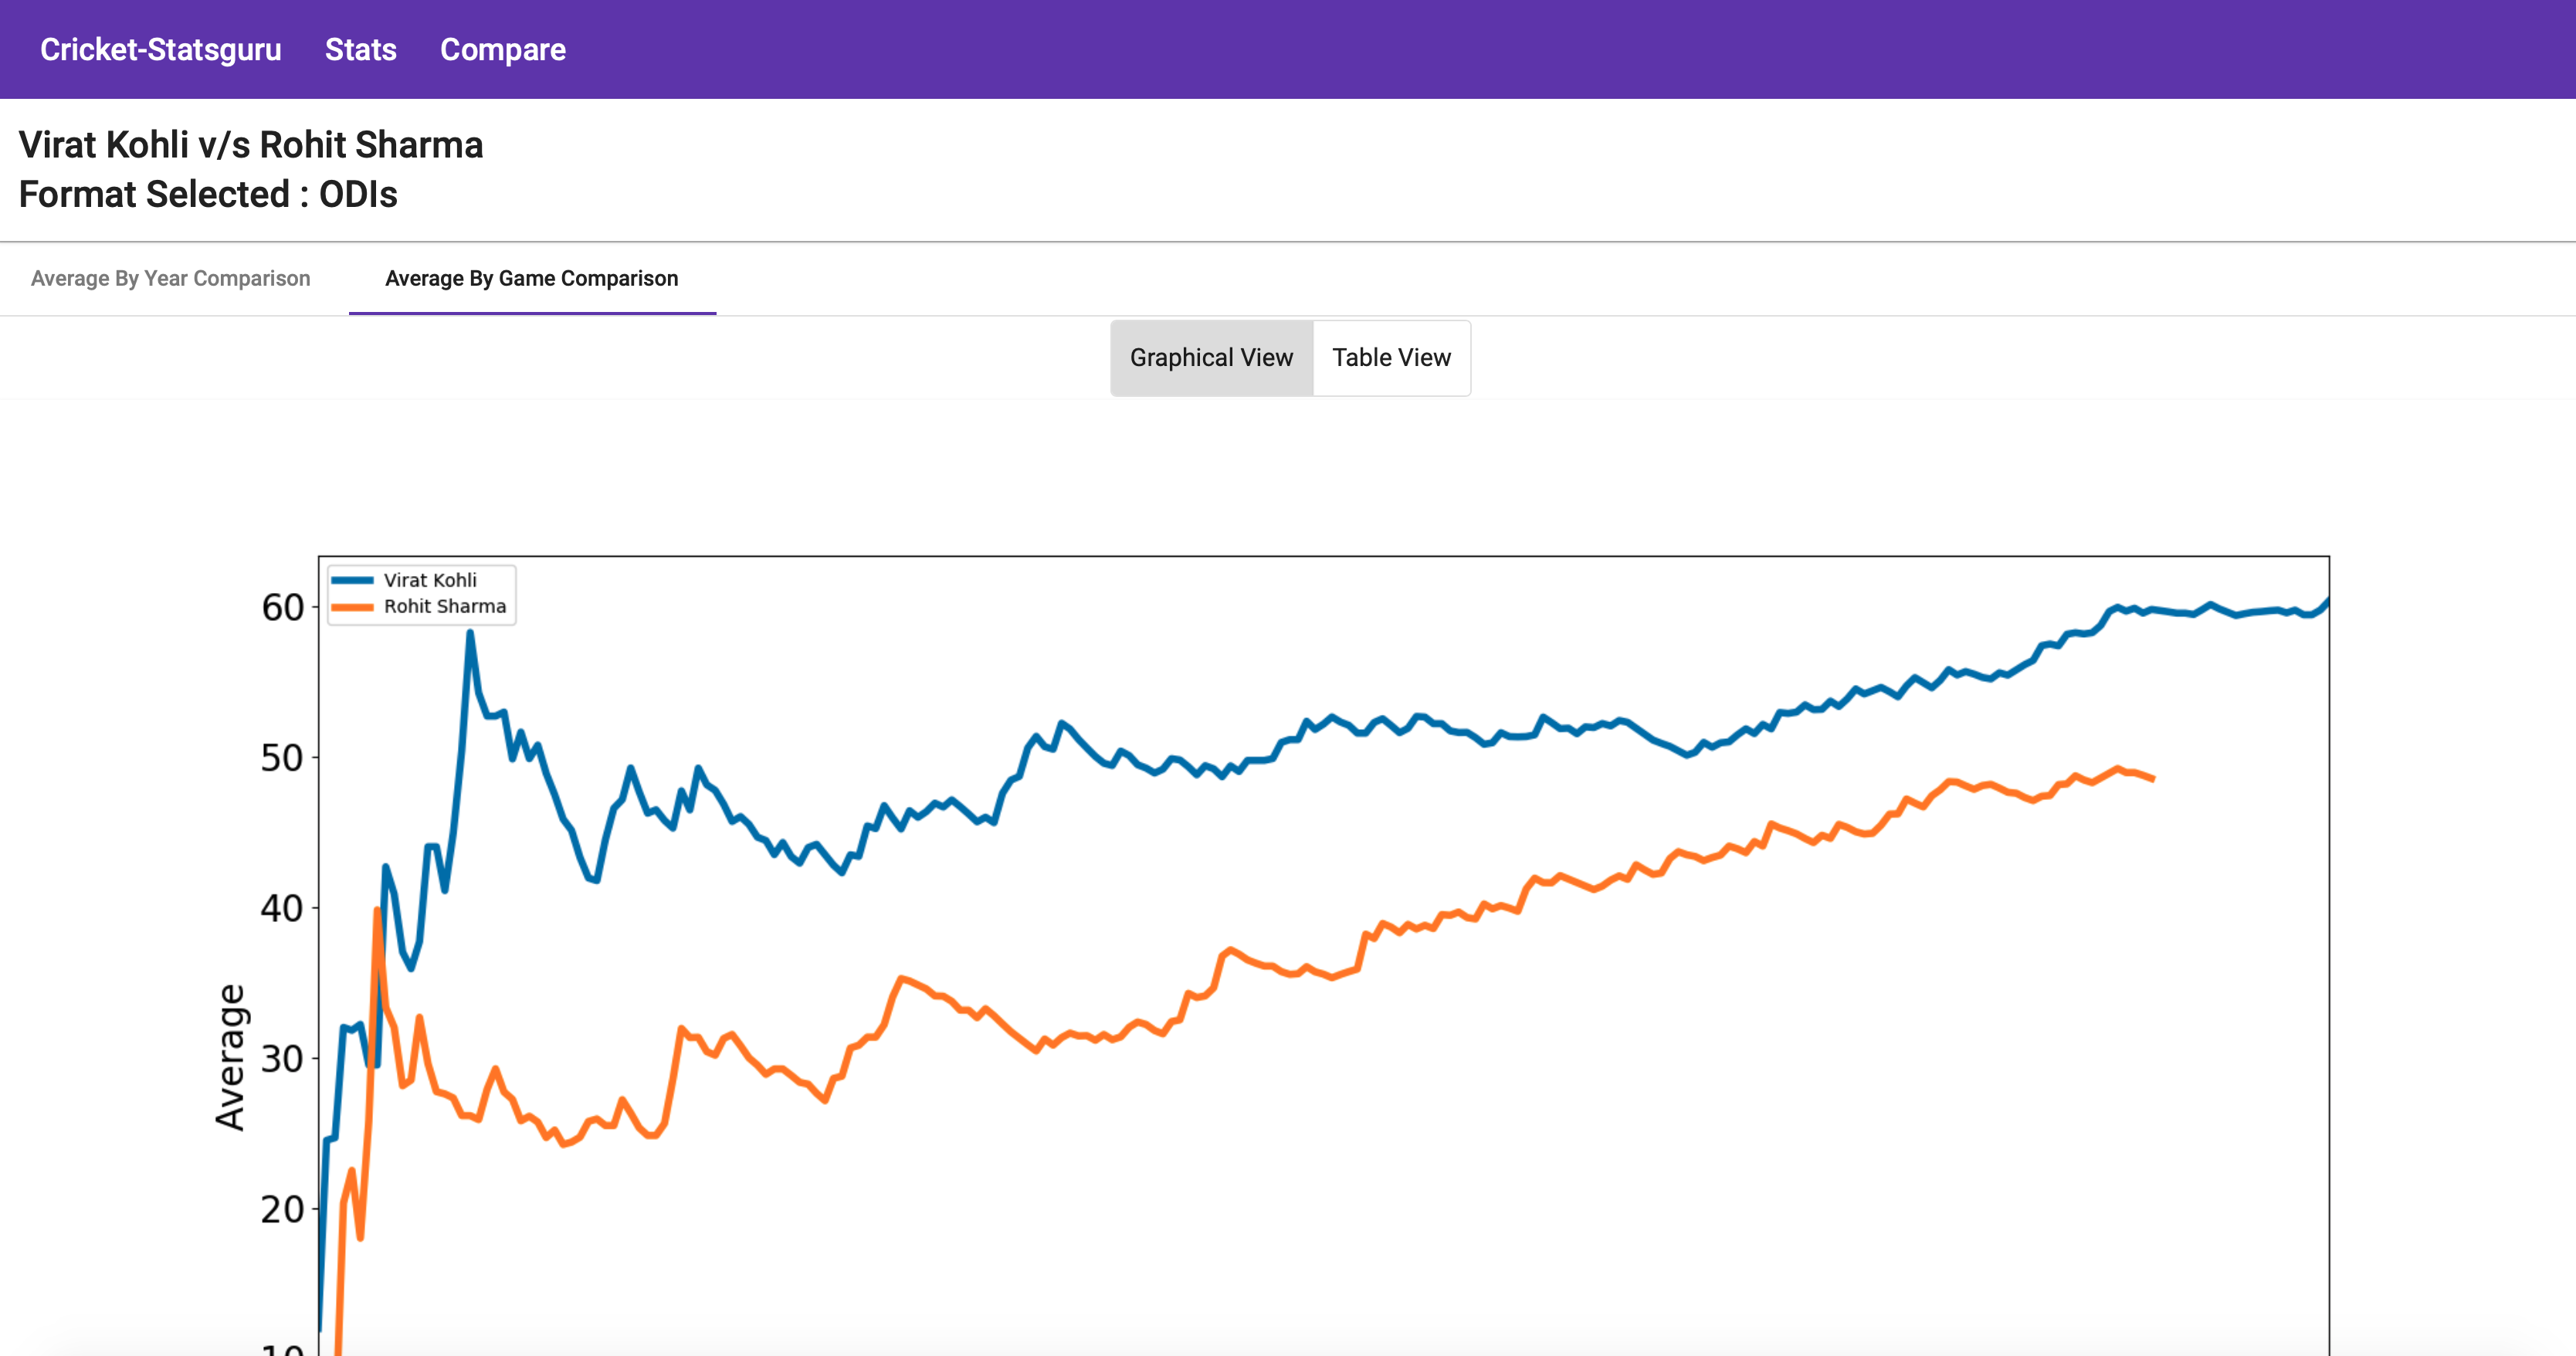 Cricket-Statsguru Stats Compare
Virat Kohli v/s Rohit Sharma
Format Selected : ODIs
Average By Year Comparison Average By Game Comparison
Graphical View Table View
Virat Kohli
Rohit Sharma
60
50
40
30
20
10
Average